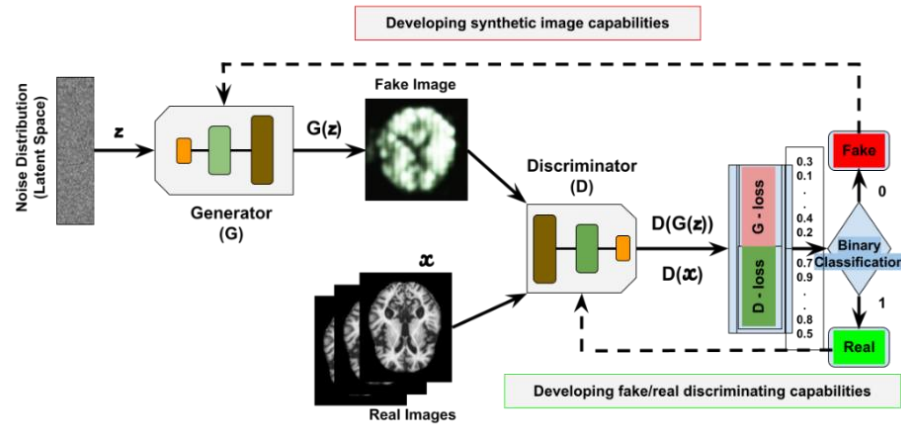 Developing synthetic image capabilities
Noise Distribution
(Latent Space)
z
Generator
(G)
G(z)
Fake Image
x
Real Images
Discriminator
(D)
D(G(z))
D(x)
G - loss
D - loss
0.3
0.1
.
.
0.4
0.2
0.7
0.9
.
.
0.8
0.5
Fake
0
Binary
Classification
1
Real
Developing fake/real discriminating capabilities